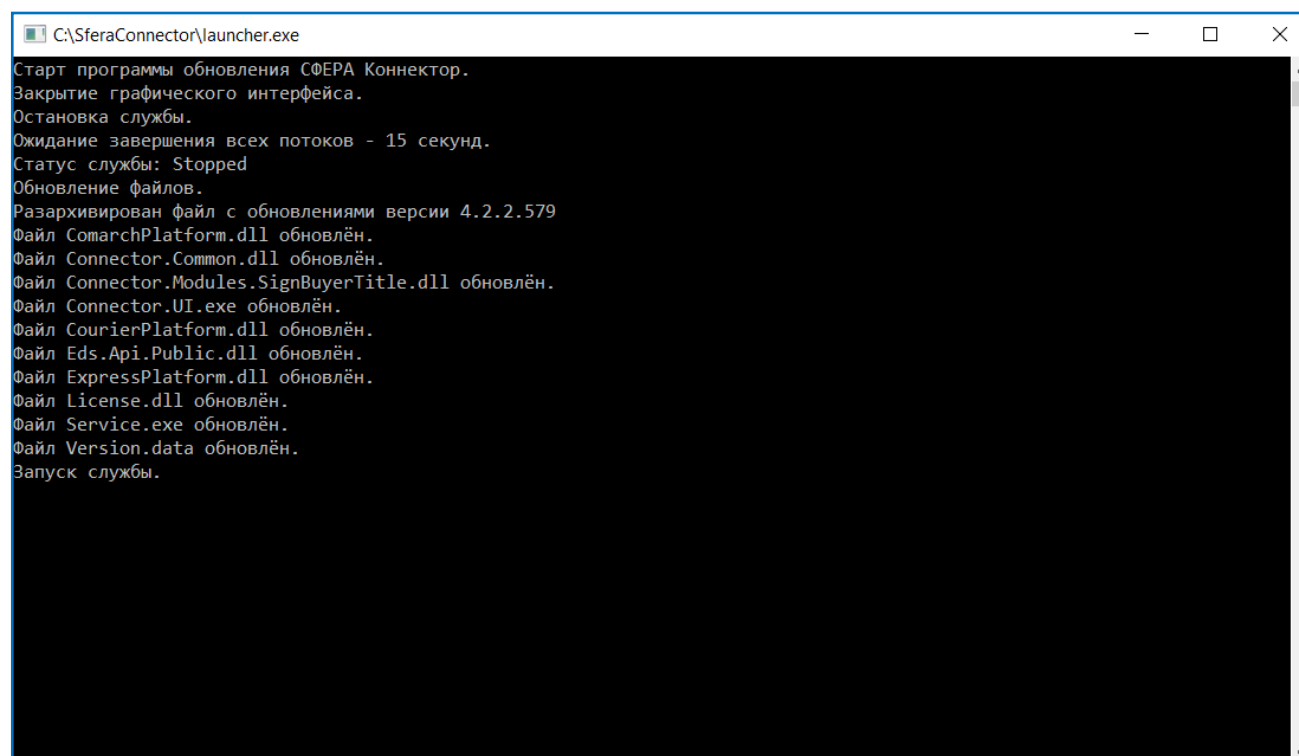 C:\SferaConnector\launcher.exe
Старт программы обновления СФЕРА Коннектор.
Закрытие графического интерфейса.
Остановка службы.
Ожидание завершения всех потоков - 15 секунд.
Статус службы: Stopped
Обновление файлов.
Разархивирован файл с обновлениями версии 4.2.2.579
Файл ComarchPlatform.dll обновлён.
Файл Connector.Common.dll обновлён.
Файл Connector.Modules.SignBuyerTitle.dll обновлён.
Файл Connector.UI.exe обновлён.
Файл CourierPlatform.dll обновлён.
Файл Eds.Api.Public.dll обновлён.
Файл ExpressPlatform.dll обновлён.
Файл License.dll обновлён.
Файл Service.exe обновлён.
Файл Version.data обновлён.
Запуск службы.